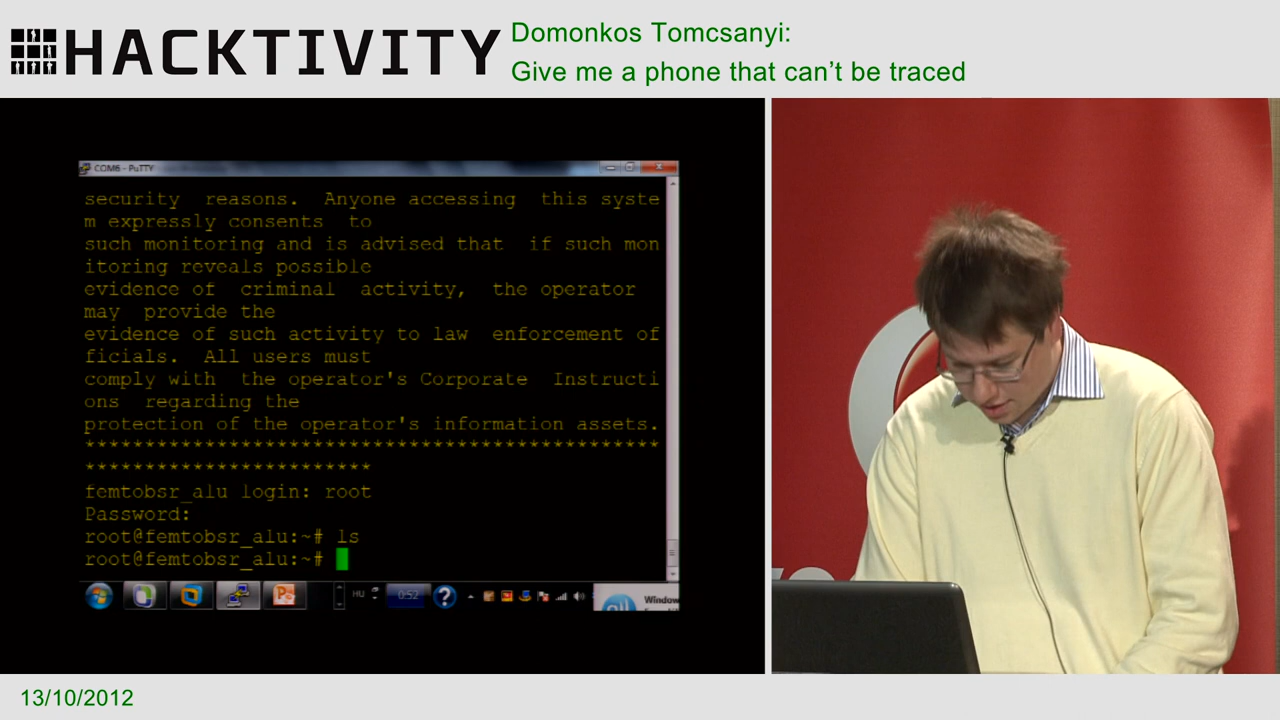 HACKTIVITY
Domonkos Tomcsanyi:
Give me a phone that can't be traced
COM6 - PuTTY
security reasons. Anyone accessing this syste
m expressly consents to
such monitoring and is advised that if such mon
itoring reveals possible
evidence of criminal activity, the operator
may provide the
evidence of such activity to law enforcement of
ficials. All users must
comply with the operator's Corporate Instructi
ons regarding the
protection of the operator's information assets.
************************************************
************************
femtobsr_alu login: root
Password:
root@femtobsr_alu:~# ls
root@femtobsr_alu:~#
HU
0:52
Window
13/10/2012